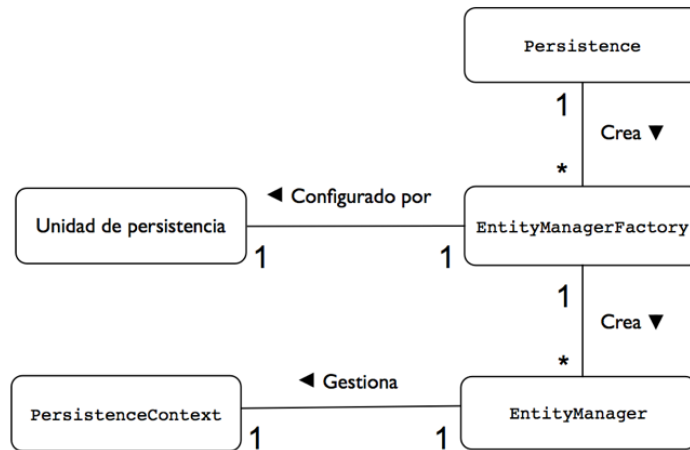 Persistence
1
Crea ▼
*
◄ Configurado por
Unidad de persistencia
EntityManagerFactory
1
1
1
Crea ▼
*
◄ Gestiona
PersistenceContext
EntityManager
1
1